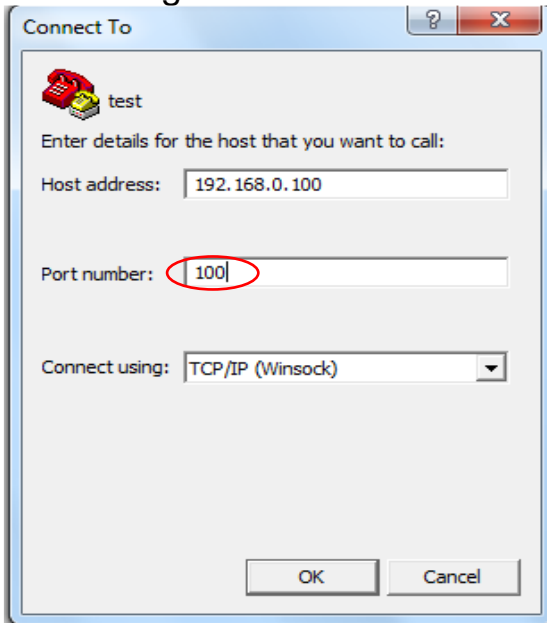 Connect To
test
Enter details for the host that you want to call:
Host address: 192.168.0.100
Port number: 100
Connect using: TCP/IP (Winsock)
OK Cancel